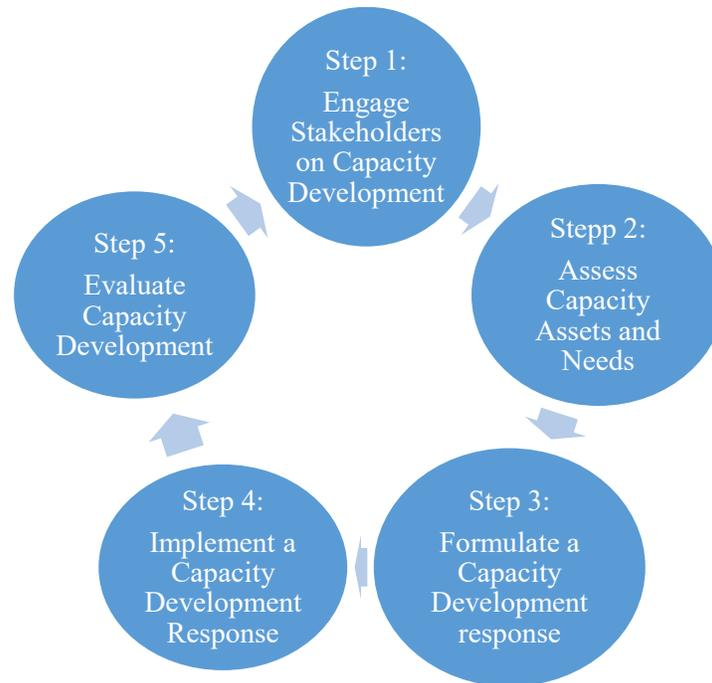 Step 1:
Engage
Stakeholders
on Capacity
Development
Stepp 2:
Assess
Capacity
Assets and
Needs
Step 3:
Formulate a
Capacity
Development
response
Step 4:
Implement a
Capacity
Development
Response
Step 5:
Evaluate
Capacity
Development